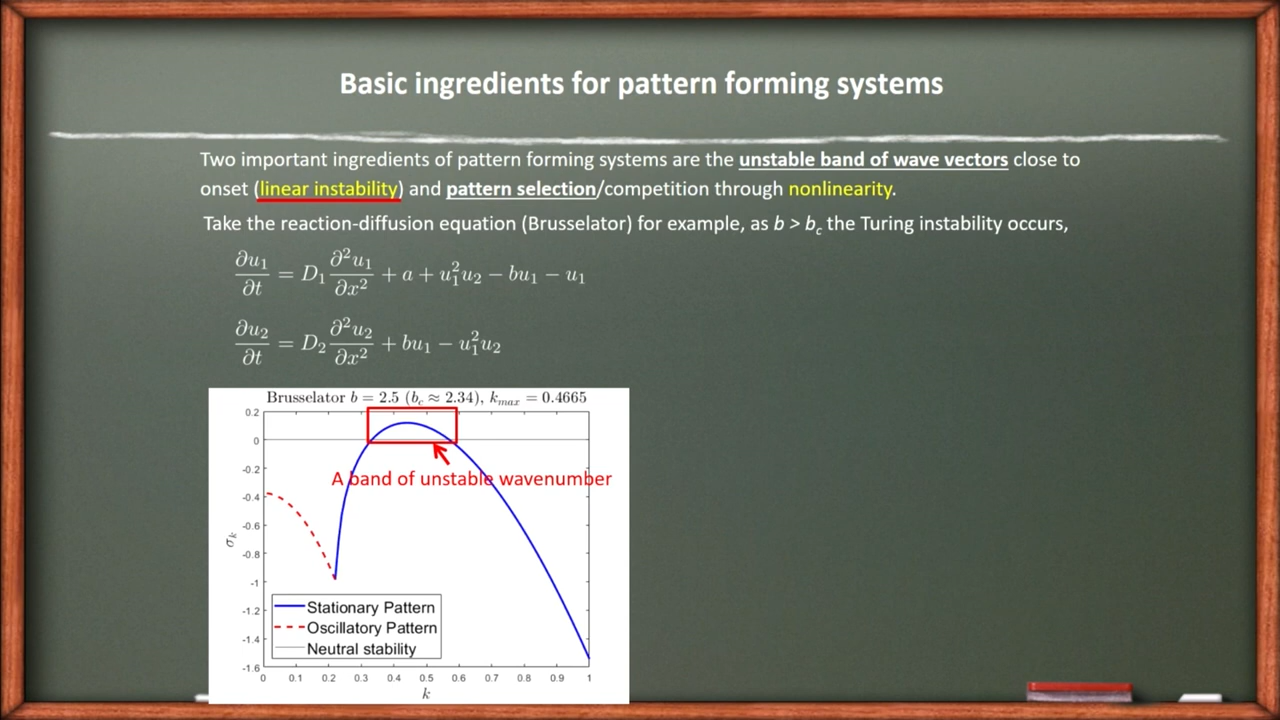 Basic ingredients for pattern forming systems
Two important ingredients of pattern forming systems are the unstable band of wave vectors close to
onset (linear instability) and pattern selection/competition through nonlinearity.
Take the reaction-diffusion equation (Brusselator) for example, as b > b_c the Turing instability occurs,
∂u₁/∂t = D₁ ∂²u₁/∂x² + a + u₁²u₂ − bu₁ − u₁
∂u₂/∂t = D₂ ∂²u₂/∂x² + bu₁ − u₁²u₂
Brusselator b = 2.5 (b_c ≈ 2.34), k_max = 0.4665
0.2
0
-0.2
A band of unstable wavenumber
-0.4
-0.6
σ_k
-0.8
-1
-1.2
-1.4
-1.6
Stationary Pattern
Oscillatory Pattern
Neutral stability
0 0.1 0.2 0.3 0.4 0.5 0.6 0.7 0.8 0.9 1
k